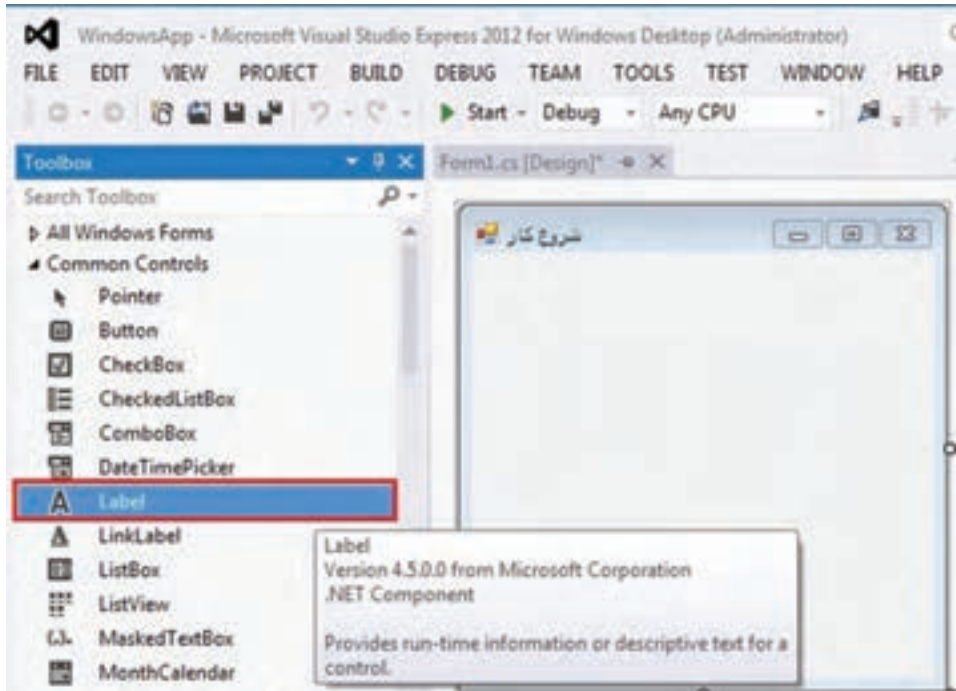 WindowsApp - Microsoft Visual Studio Express 2012 for Windows Desktop (Administrator)
FILE EDIT VIEW PROJECT BUILD DEBUG TEAM TOOLS TEST WINDOW HELP
Start Debug Any CPU
Toolbox
Form1.cs [Design]*
Search Toolbox
شروع کار
All Windows Forms
Common Controls
Pointer
Button
CheckBox
CheckedListBox
ComboBox
DateTimePicker
Label
LinkLabel
ListBox
ListView
MaskedTextBox
MonthCalendar
Label
Version 4.5.0.0 from Microsoft Corporation
.NET Component
Provides run-time information or descriptive text for a
control.